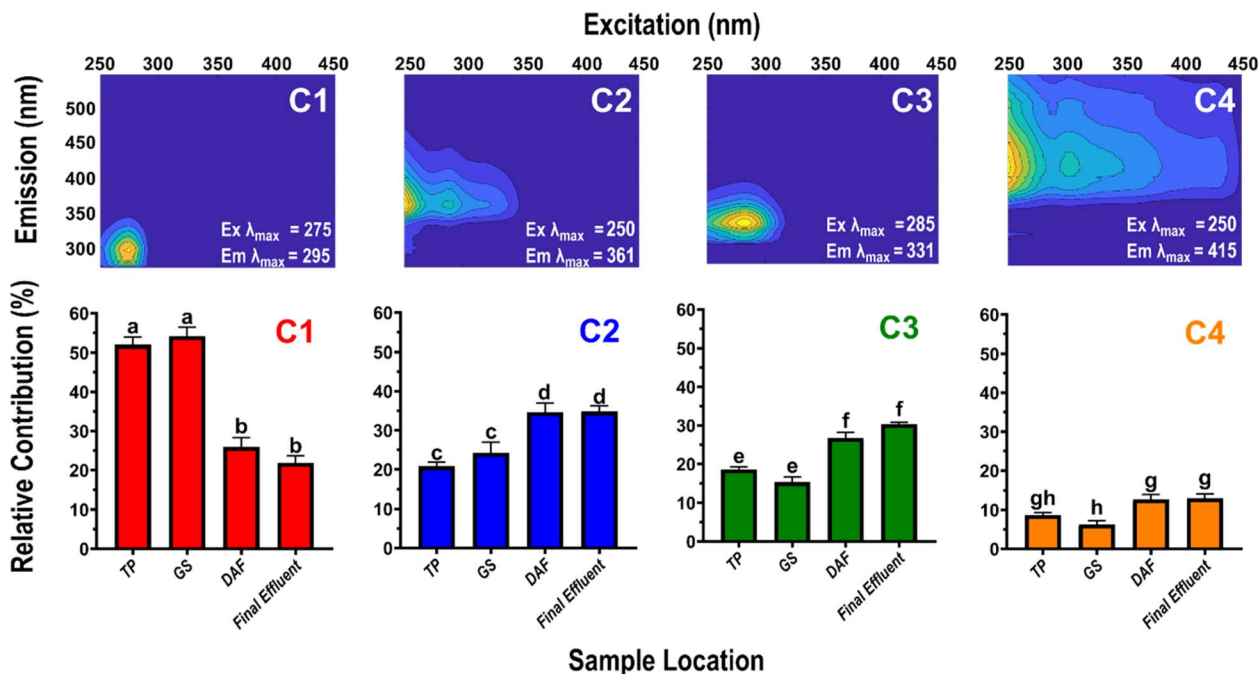 Excitation (nm)
250 300 350 400 450
250 300 350 400 450
250 300 350 400 450
250 300 350 400 450
Emission (nm)
500
450
400
350
300
C1
Ex λmax = 275
Em λmax = 295
C2
Ex λmax = 250
Em λmax = 361
C3
Ex λmax = 285
Em λmax = 331
C4
Ex λmax = 250
Em λmax = 415
Relative Contribution (%)
60
50
40
30
20
10
0
C1
a
a
b
b
TP
GS
DAF
Final Effluent
60
50
40
30
20
10
0
C2
c
c
d
d
TP
GS
DAF
Final Effluent
60
50
40
30
20
10
0
C3
e
e
f
f
TP
GS
DAF
Final Effluent
60
50
40
30
20
10
0
C4
gh
h
g
g
TP
GS
DAF
Final Effluent
Sample Location